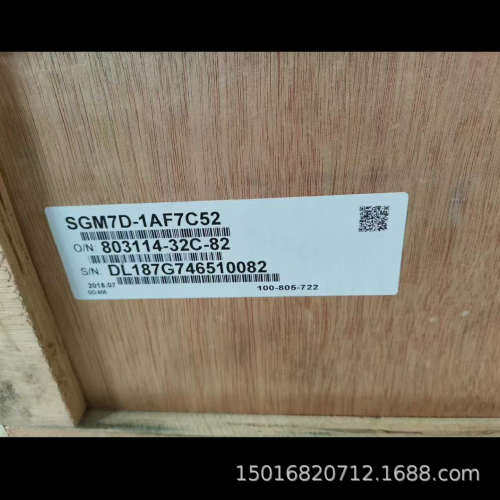 SGM7D-1AF7C52
O/N 803114-32C-82
S/N. DL187G746510082
2018.07
100-805-722
15016820712.1688.com